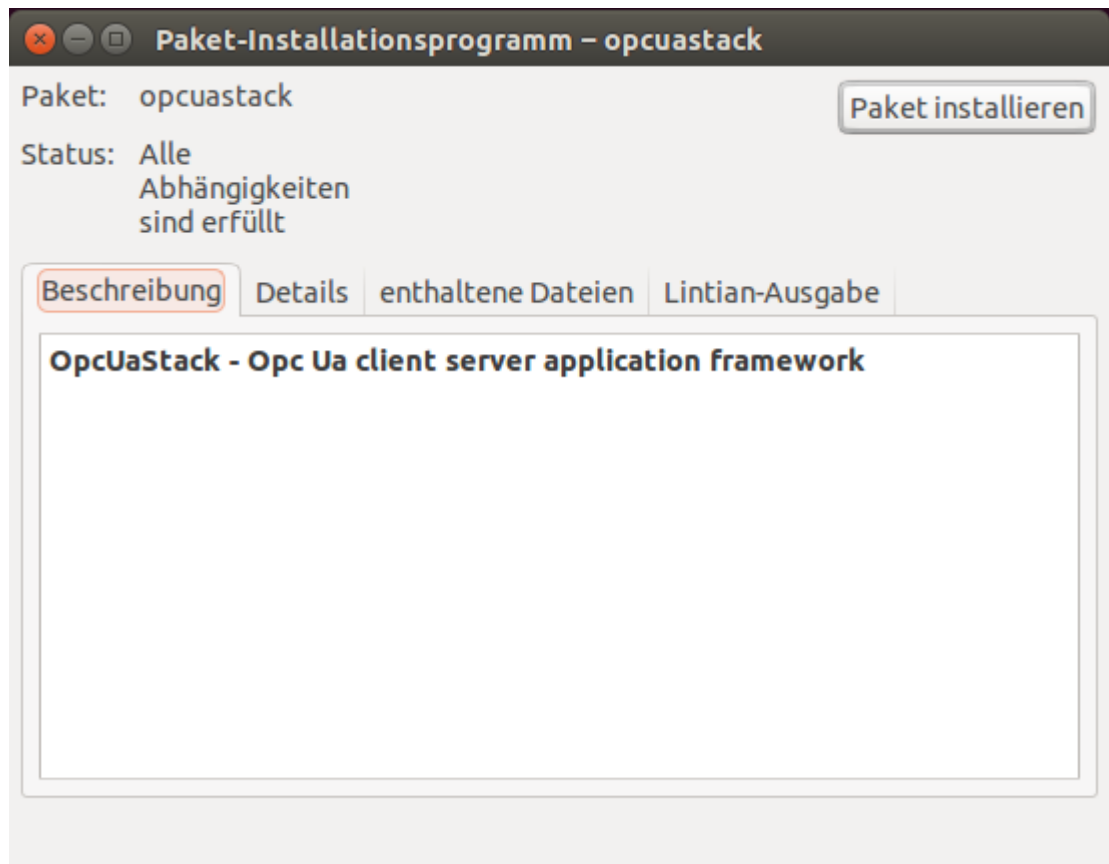 Paket-Installationsprogramm – opcuastack
Paket: opcuastack
Paket installieren
Status: Alle
Abhängigkeiten
sind erfüllt
Beschreibung Details enthaltene Dateien Lintian-Ausgabe
OpcUaStack - Opc Ua client server application framework